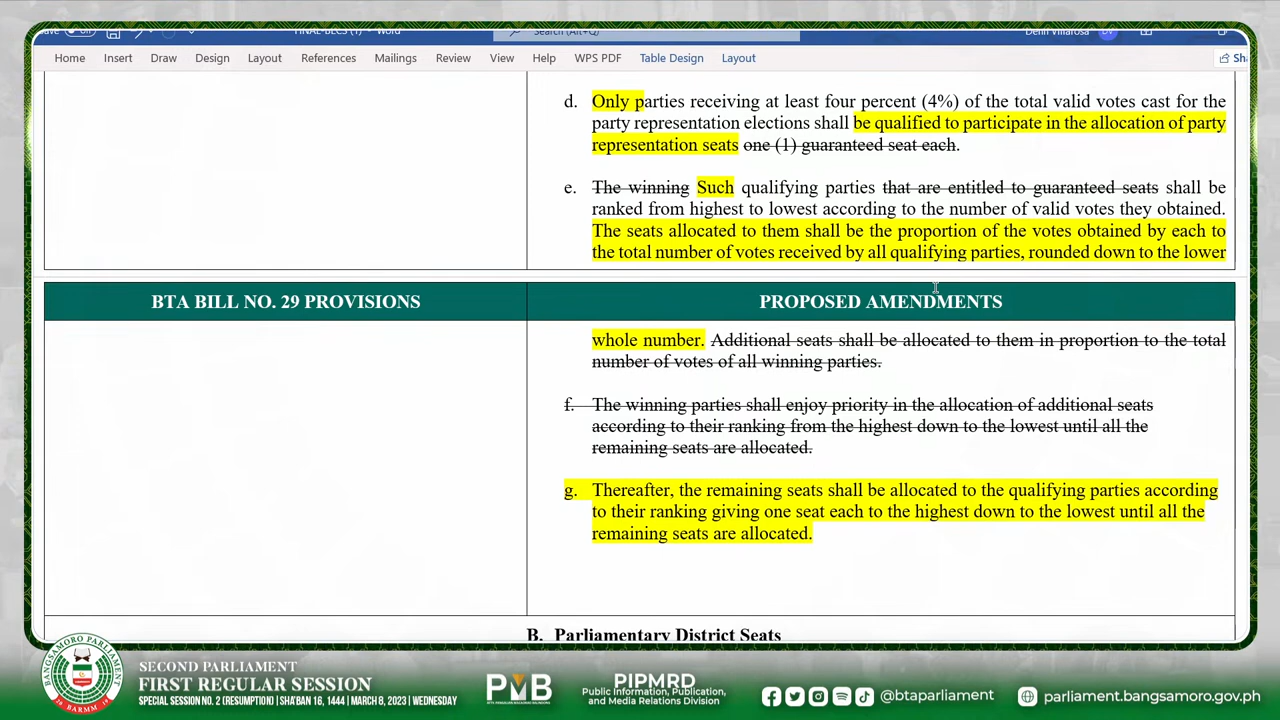 Search (Alt+Q)
Home Insert Draw Design Layout References Mailings Review View Help WPS PDF Table Design Layout
d. Only parties receiving at least four percent (4%) of the total valid votes cast for the
party representation elections shall be qualified to participate in the allocation of party
representation seats one (1) guaranteed seat each.
e. The winning Such qualifying parties that are entitled to guaranteed seats shall be
ranked from highest to lowest according to the number of valid votes they obtained.
The seats allocated to them shall be the proportion of the votes obtained by each to
the total number of votes received by all qualifying parties, rounded down to the lower
BTA BILL NO. 29 PROVISIONS
PROPOSED AMENDMENTS
whole number. Additional seats shall be allocated to them in proportion to the total
number of votes of all winning parties.
f. The winning parties shall enjoy priority in the allocation of additional seats
according to their ranking from the highest down to the lowest until all the
remaining seats are allocated.
g. Thereafter, the remaining seats shall be allocated to the qualifying parties according
to their ranking giving one seat each to the highest down to the lowest until all the
remaining seats are allocated.
B. Parliamentary District Seats
BANGSAMORO PARLIAMENT
BARMM
SECOND PARLIAMENT
FIRST REGULAR SESSION
SPECIAL SESSION NO. 2 (RESUMPTION) | SHA'BAN 16, 1444 | MARCH 8, 2023 | WEDNESDAY
PMB
PIPMRD
Public Information, Publication,
and Media Relations Division
@btaparliament
parliament.bangsamoro.gov.ph